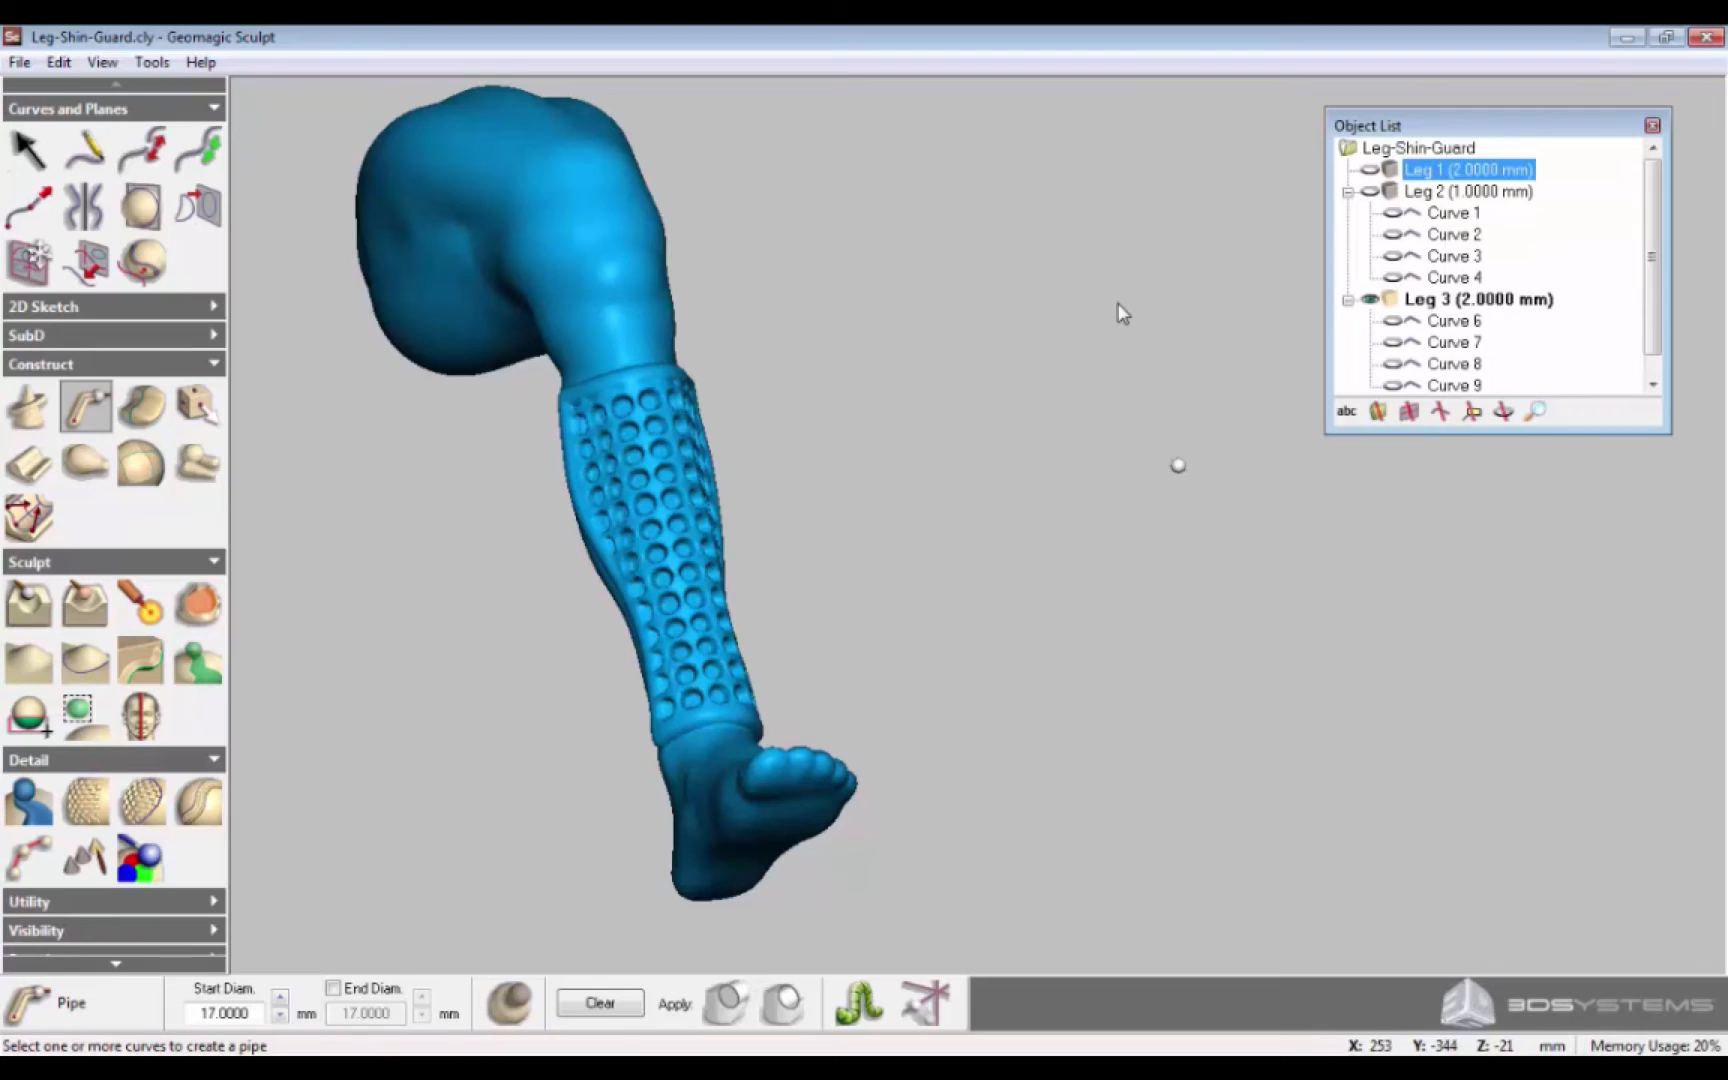 Leg-Shin-Guard.cly - Geomagic Sculpt
File Edit View Tools Help
Curves and Planes
2D Sketch
SubD
Construct
Sculpt
Detail
Utility
Visibility
Object List
Leg-Shin-Guard
Leg 1 (2.0000 mm)
Leg 2 (1.0000 mm)
Curve 1
Curve 2
Curve 3
Curve 4
Leg 3 (2.0000 mm)
Curve 6
Curve 7
Curve 8
Curve 9
abc
Pipe
Start Diam.
17.0000 mm
End Diam.
17.0000 mm
Clear
Apply:
3DSYSTEMS
Select one or more curves to create a pipe
X: 253 Y: -344 Z: -21 mm Memory Usage: 20%